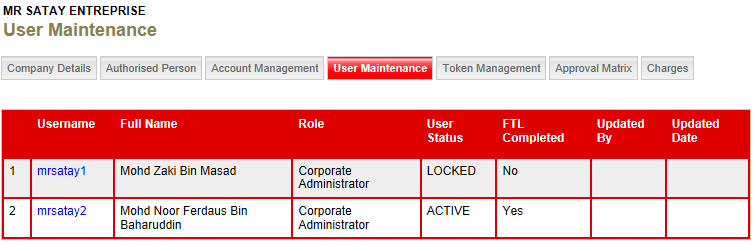 MR SATAY ENTREPRISE
User Maintenance
Company Details Authorised Person Account Management User Maintenance Token Management Approval Matrix Charges
Username Full Name Role User Status FTL Completed Updated By Updated Date
1 mrsatay1 Mohd Zaki Bin Masad Corporate Administrator LOCKED No
2 mrsatay2 Mohd Noor Ferdaus Bin Baharuddin Corporate Administrator ACTIVE Yes